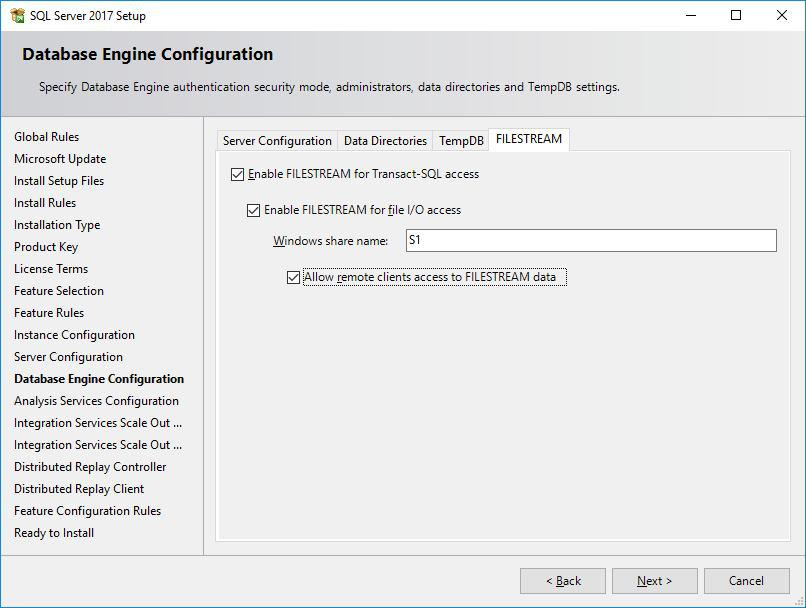 SQL Server 2017 Setup
Database Engine Configuration
Specify Database Engine authentication security mode, administrators, data directories and TempDB settings.
Global Rules
Microsoft Update
Install Setup Files
Install Rules
Installation Type
Product Key
License Terms
Feature Selection
Feature Rules
Instance Configuration
Server Configuration
Database Engine Configuration
Analysis Services Configuration
Integration Services Scale Out ...
Integration Services Scale Out ...
Distributed Replay Controller
Distributed Replay Client
Feature Configuration Rules
Ready to Install
Server Configuration Data Directories TempDB FILESTREAM
Enable FILESTREAM for Transact-SQL access
Enable FILESTREAM for file I/O access
Windows share name: S1
Allow remote clients access to FILESTREAM data
< Back Next > Cancel